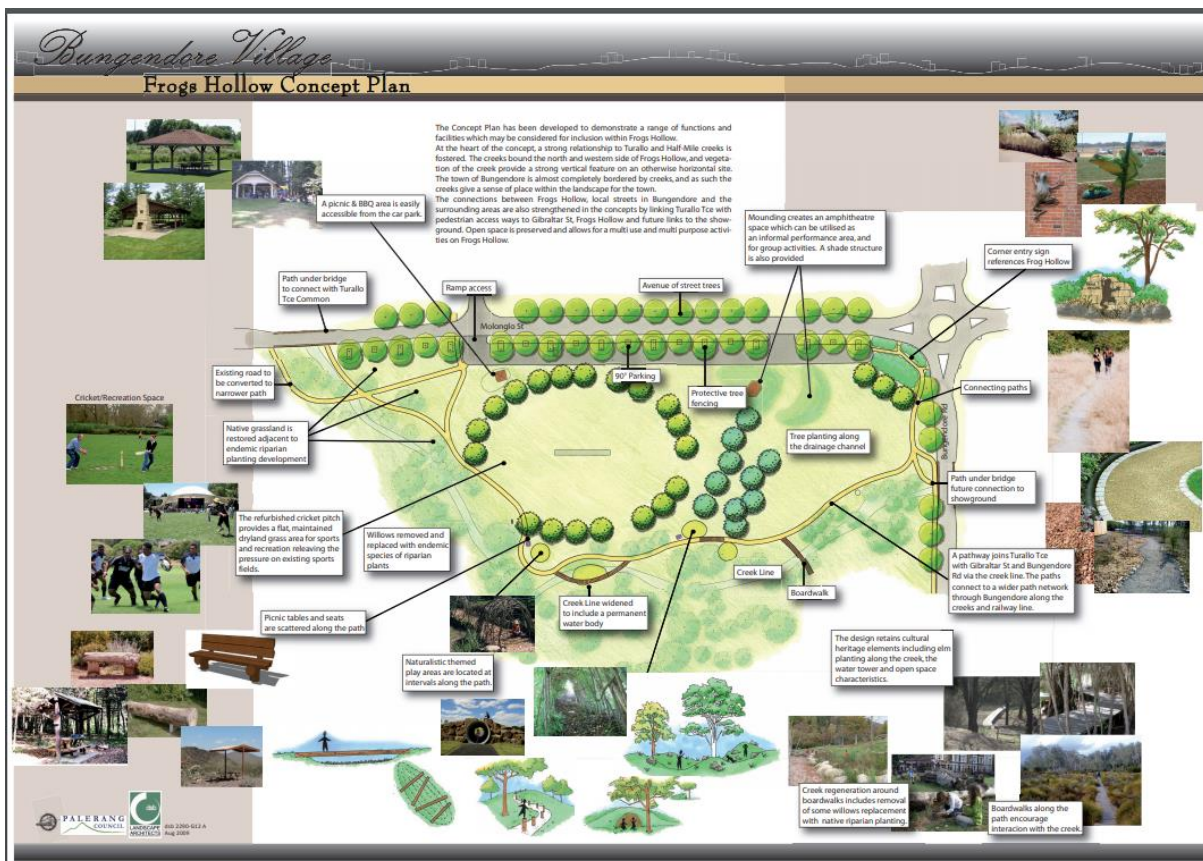 Bungendore Village
Frogs Hollow Concept Plan
The Concept Plan has been developed to demonstrate a range of functions and
facilities which may be considered for inclusion within Frogs Hollow.
At the heart of the concept, a strong relationship to Turallo and Half-Mile creeks is
fostered. The creeks bound the north and western side of Frogs Hollow, and vegeta-
tion of the creek provide a strong vertical feature on an otherwise horizontal site.
The town of Bungendore is almost completely bordered by creeks, and as such the
creeks give a sense of place within the landscape for the town.
The connections between Frogs Hollow, local streets in Bungendore and the
surrounding areas are also strengthened in the concepts by linking Turallo Tce with
pedestrian access ways to Gibraltar St, Frogs Hollow and future links to the show-
ground. Open space is preserved and allows for a multi use and multi purpose activi-
ties on Frogs Hollow.
A picnic & BBQ area is easily
accessible from the car park.
Mounding creates an amphitheatre
space which can be utilised as
an informal performance area, and
for group activities. A shade structure
is also provided
Corner entry sign
references Frog Hollow
Path under bridge
to connect with Turallo
Tce Common
Ramp access
Avenue of street trees
Molonglo St
Existing road to
be converted to
narrower path
90° Parking
Protective tree
fencing
Connecting paths
Cricket/Recreation Space
Bungendore Rd
Native grassland is
restored adjacent to
endemic riparian
planting development
Tree planting along
the drainage channel
Path under bridge
future connection to
showground
The refurbished cricket pitch
provides a flat, maintained
dryland grass area for sports
and recreation releaving the
pressure on existing sports
fields.
Willows removed and
replaced with endemic
species of riparian
plants
A pathway joins Turallo Tce
with Gibraltar St and Bungendore
Rd via the creek line. The paths
connect to a wider path network
through Bungendore along the
creeks and railway line.
Creek Line
Boardwalk
Picnic tables and seats
are scattered along the path
Creek Line widened
to include a permanent
water body
Naturalistic themed
play areas are located at
intervals along the path.
The design retains cultural
heritage elements including elm
planting along the creek, the
water tower and open space
characteristics.
Creek regeneration around
boardwalks includes removal
of some willows replacement
with native riparian planting.
Boardwalks along the
path encourage
interacion with the creek.
PALERANG
COUNCIL
LANDSCAPE
ARCHITECTS
Aug 2009